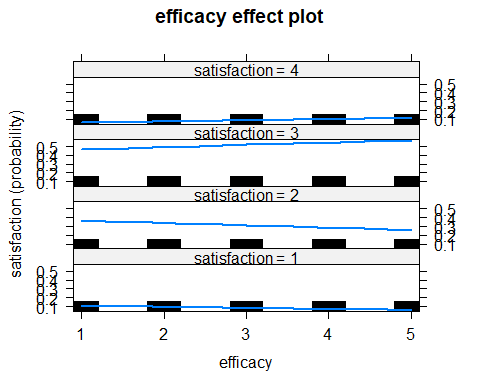 efficacy effect plot
satisfaction = 4
0.5
0.4
0.3
0.2
0.1
satisfaction = 3
0.5
0.4
0.3
0.2
0.1
satisfaction = 2
0.5
0.4
0.3
0.2
0.1
satisfaction = 1
0.5
0.4
0.3
0.2
0.1
1 2 3 4 5
efficacy
satisfaction (probability)